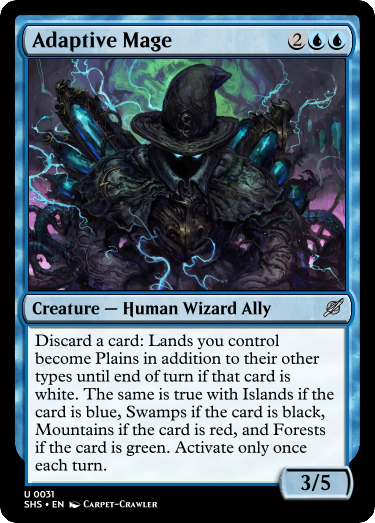 Adaptive Mage 2
Creature — Human Wizard Ally
Discard a card: Lands you control
become Plains in addition to their other
types until end of turn if that card is
white. The same is true with Islands if the
card is blue, Swamps if the card is black,
Mountains if the card is red, and Forests
if the card is green. Activate only once
each turn.
3/5
U 0031
SHS • EN Carpet-Crawler